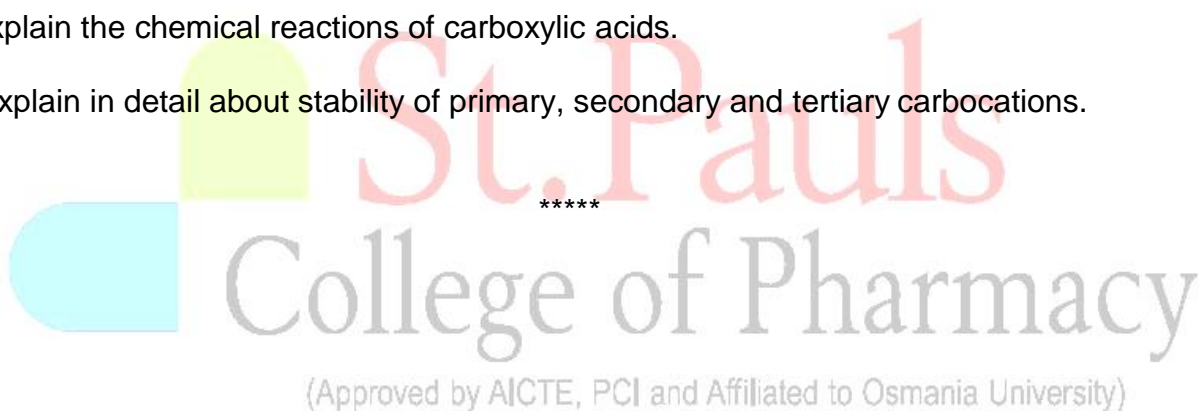 xplain the chemical reactions of carboxylic acids.
xplain in detail about stability of primary, secondary and tertiary carbocations.
*****
St.Pauls
College of Pharmacy
(Approved by AICTE, PCI and Affiliated to Osmania University)